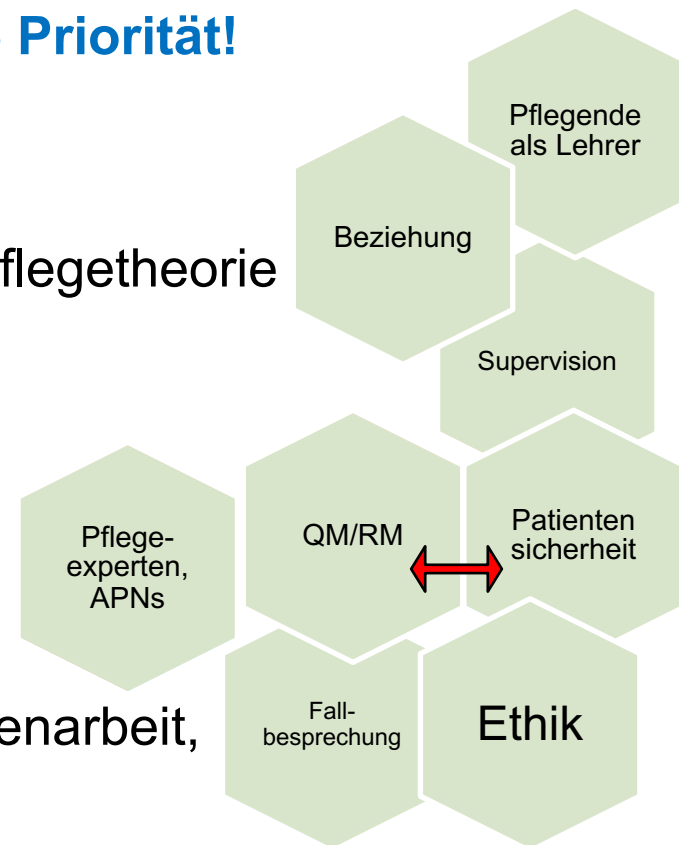 Priorität!
Pflegende
als Lehrer
Beziehung
flegetheorie
Supervision
QM/RM
Patienten
sicherheit
Pflege-
experten,
APNs
enarbeit,
Fall-
besprechung
Ethik